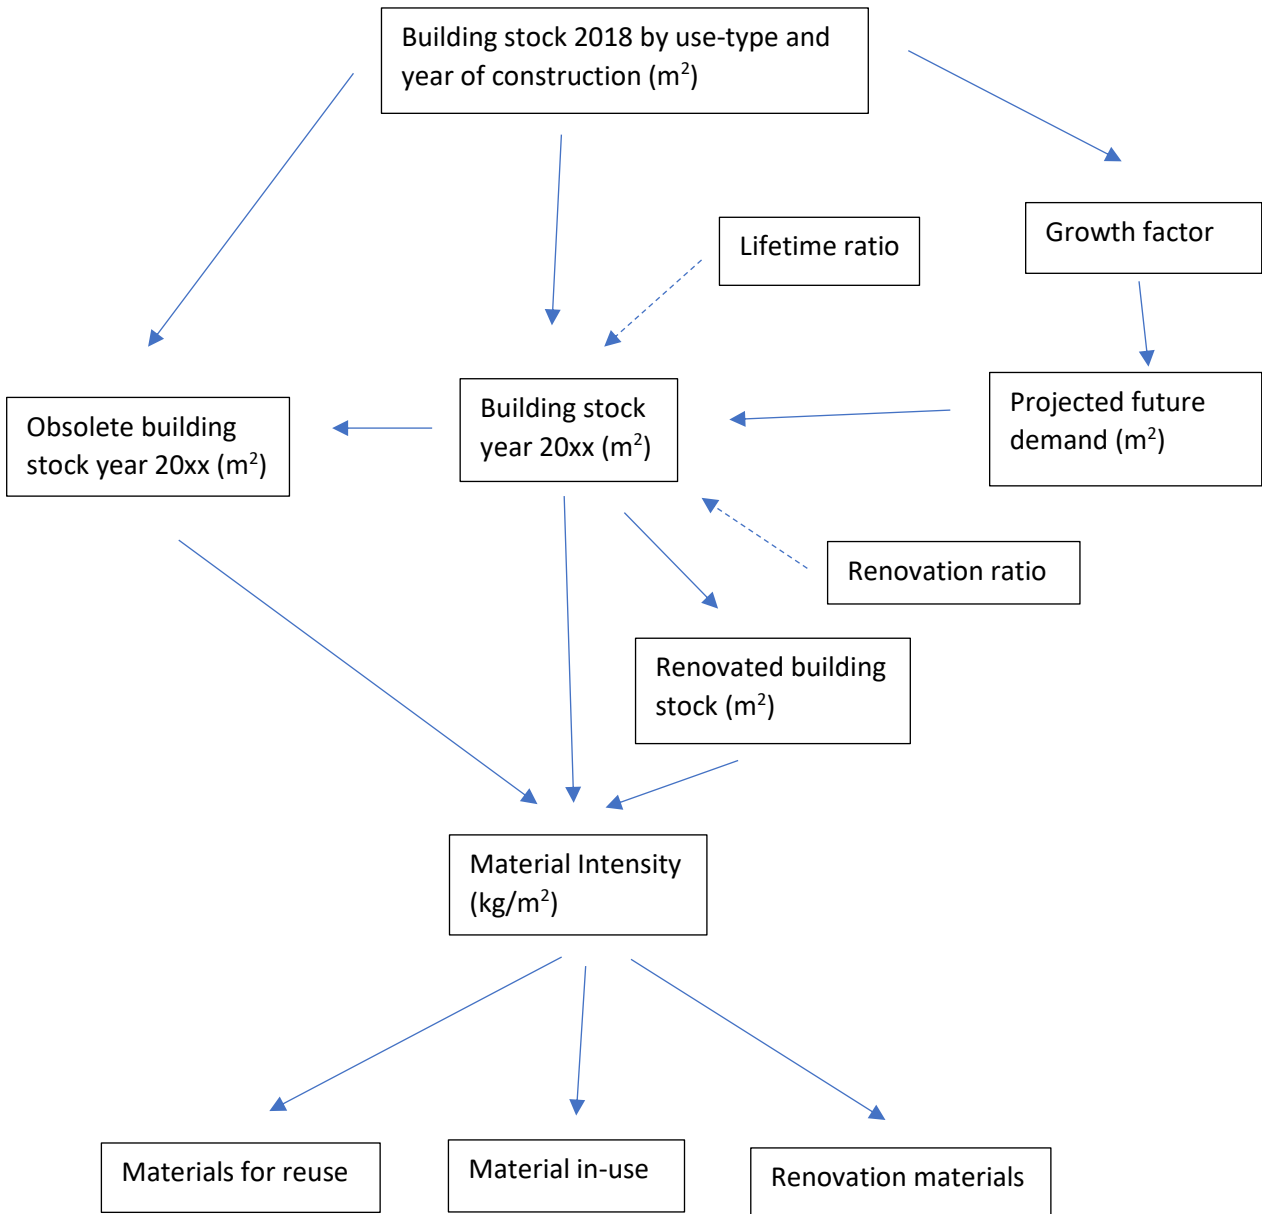 Building stock 2018 by use-type and
year of construction (m²)
Lifetime ratio
Growth factor
Obsolete building
stock year 20xx (m²)
Building stock
year 20xx (m²)
Projected future
demand (m²)
Renovation ratio
Renovated building
stock (m²)
Material Intensity
(kg/m²)
Materials for reuse
Material in-use
Renovation materials